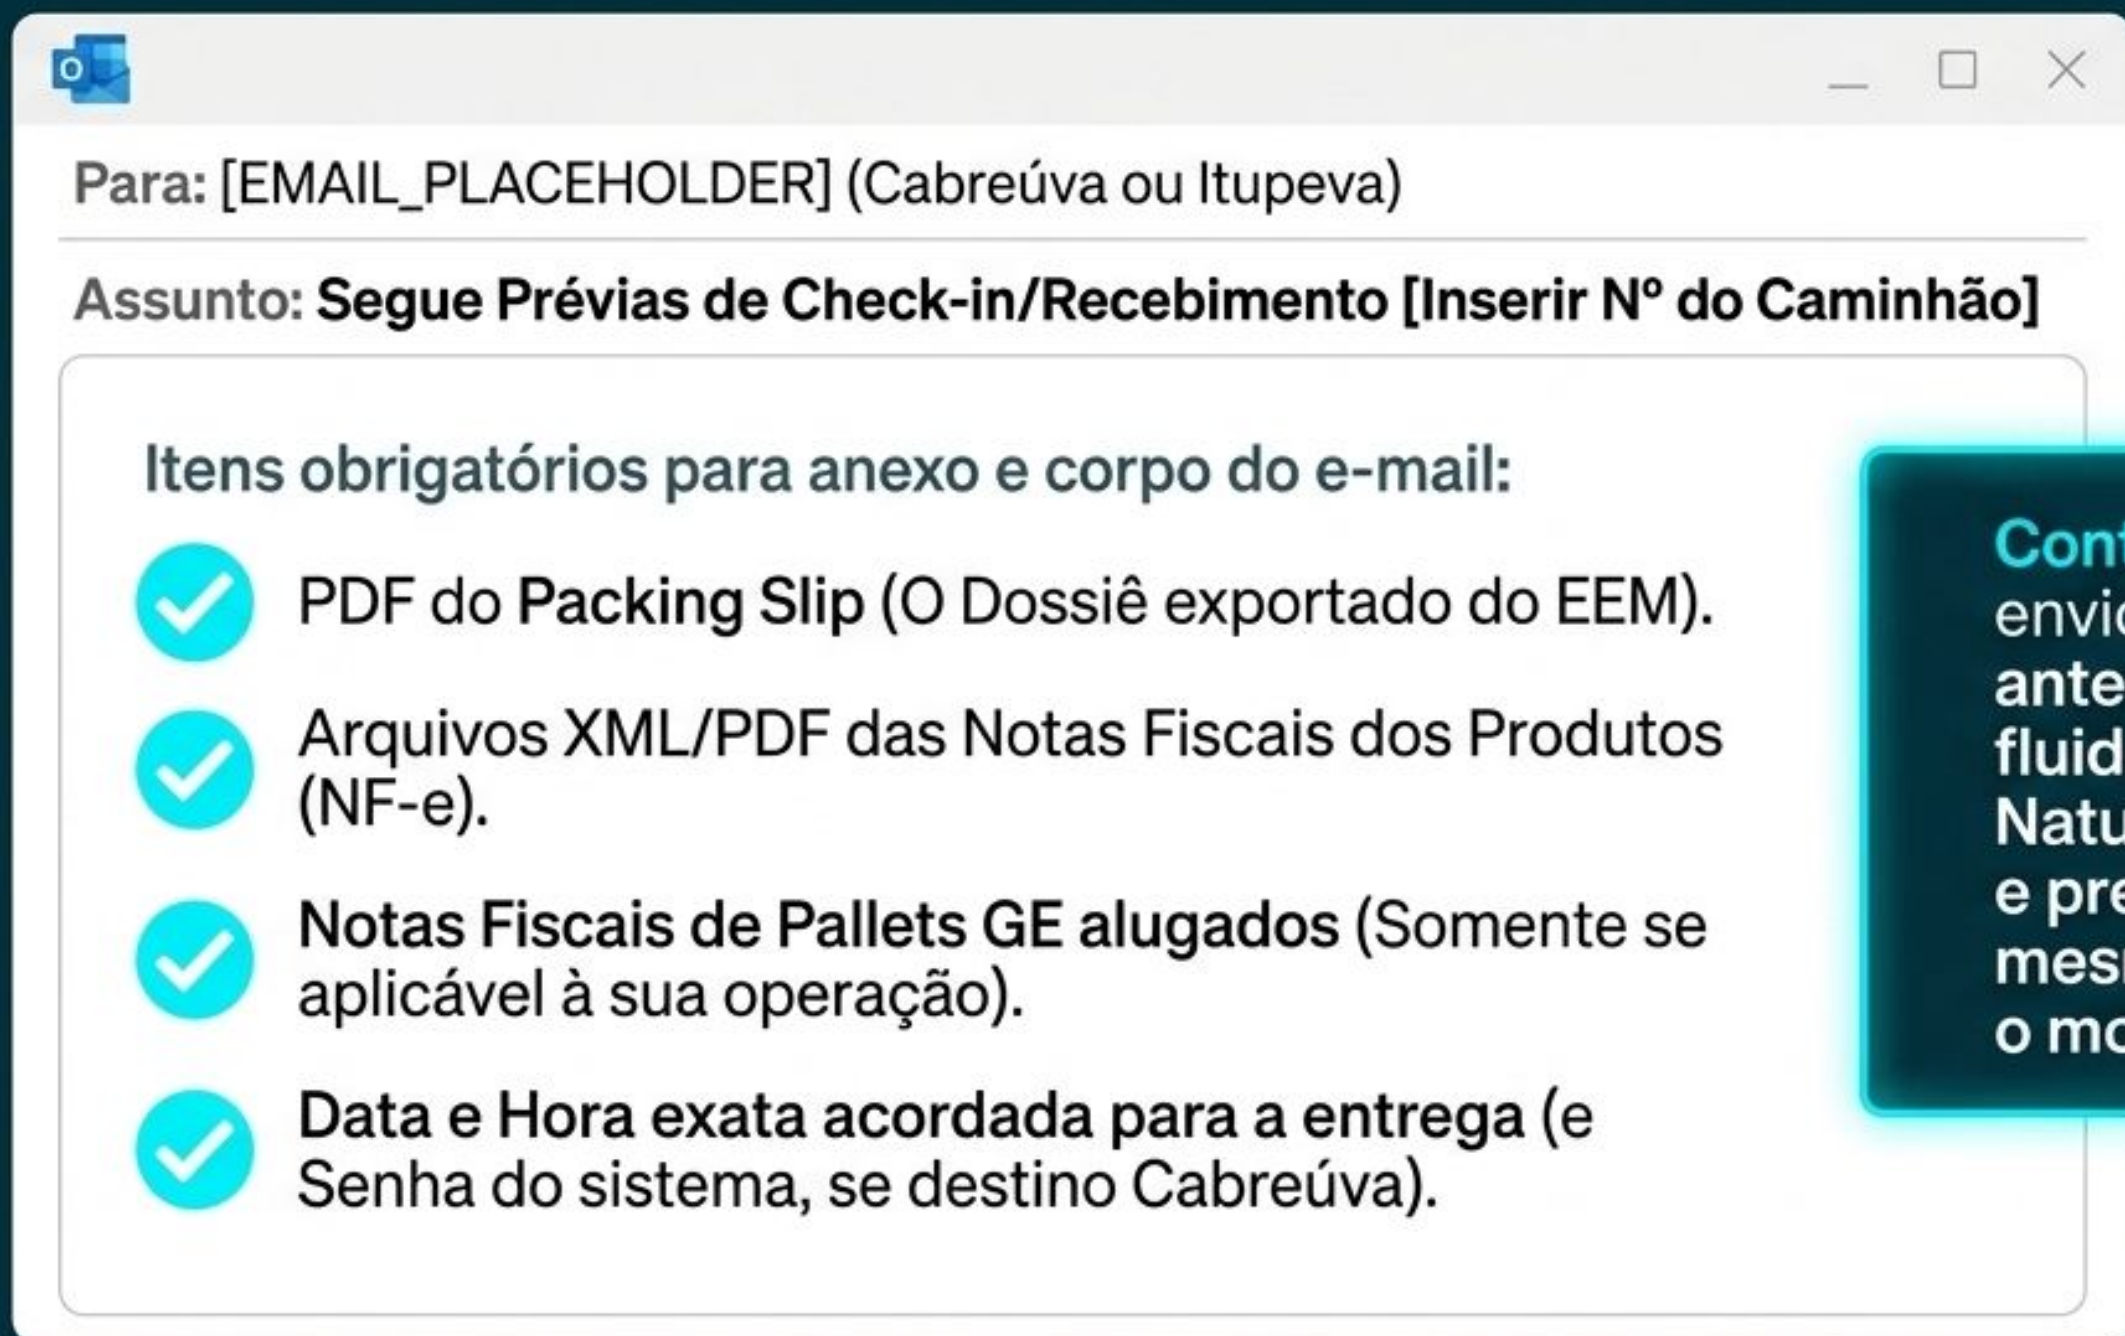 Para: [EMAIL_PLACEHOLDER] (Cabreúva ou Itupeva)
Assunto: Segue Prévias de Check-in/Recebimento [Inserir Nº do Caminhão]
Itens obrigatórios para anexo e corpo do e-mail:
PDF do Packing Slip (O Dossiê exportado do EEM).
Arquivos XML/PDF das Notas Fiscais dos Produtos
(NF-e).
Notas Fiscais de Pallets GE alugados (Somente se
aplicável à sua operação).
Data e Hora exata acordada para a entrega (e
Senha do sistema, se destino Cabreúva).
e
o